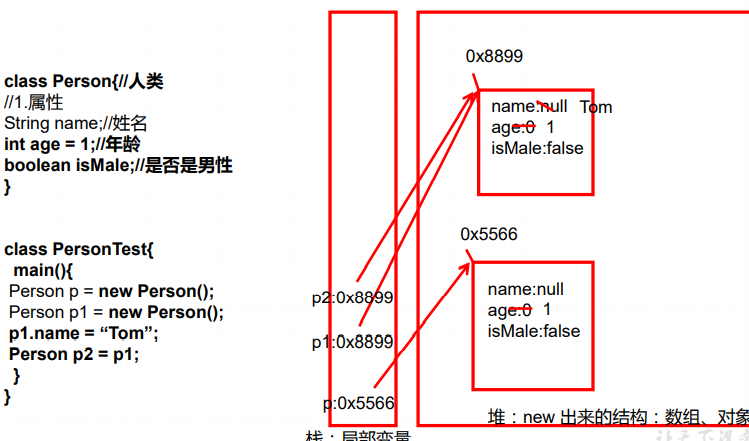 class Person{//人类
//1.属性
String name;//姓名
int age = 1;//年龄
boolean isMale;//是否是男性
}
class PersonTest{
main(){
Person p = new Person();
Person p1 = new Person();
p1.name = “Tom”;
Person p2 = p1;
}
}
p2:0x8899
p1:0x8899
p:0x5566
栈：局部变量
0x8899
name:null Tom
age:0 1
isMale:false
0x5566
name:null
age:0 1
isMale:false
堆：new 出来的结构：数组、对象